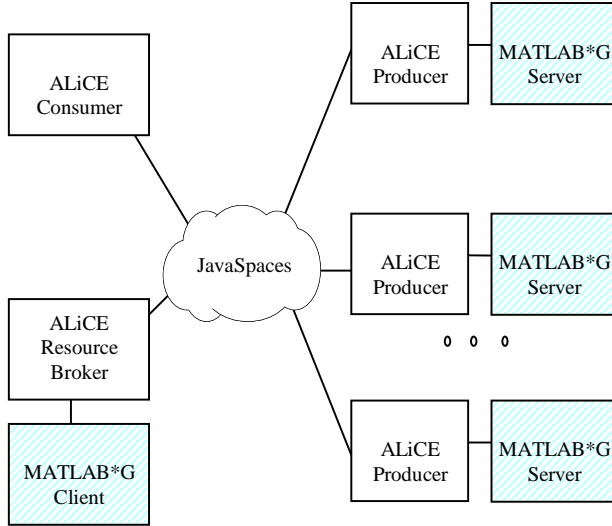 ALiCE
Consumer
ALiCE
Producer
MATLAB*G
Server
JavaSpaces
ALiCE
Producer
MATLAB*G
Server
ALiCE
Resource
Broker
MATLAB*G
Client
ALiCE
Producer
MATLAB*G
Server